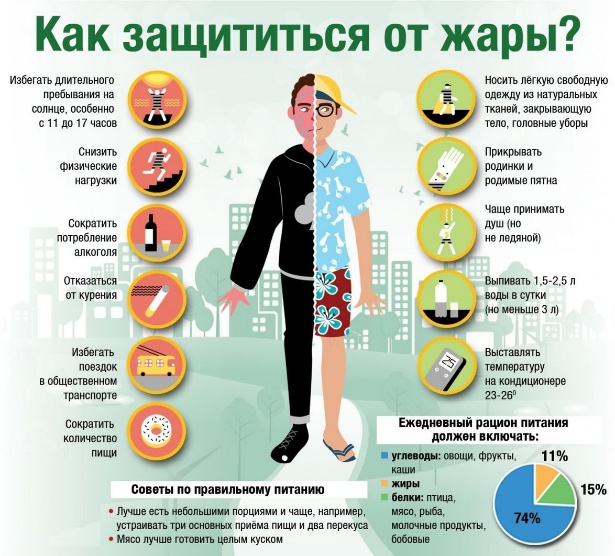 Как защититься от жары?
Избегать длительного
пребывания на
солнце, особенно
с 11 до 17 часов
Снизить
физические
нагрузки
Сократить
потребление
алкоголя
Отказаться
от курения
Избегать
поездок
в общественном
транспорте
Сократить
количество
пищи
Носить лёгкую свободную
одежду из натуральных
тканей, закрывающую
тело, головные уборы
Прикрывать
родинки и
родимые пятна
Чаще принимать
душ (но
не ледяной)
Выпивать 1,5-2,5 л
воды в сутки
(но меньше 3 л)
Выставлять
температуру
на кондиционере
23-26⁰
Советы по правильному питанию
• Лучше есть небольшими порциями и чаще, например,
устраивать три основных приёма пищи и два перекуса
• Мясо лучше готовить целым куском
Ежедневный рацион питания
должен включать:
углеводы: овощи, фрукты,
каши
жиры
белки: птица,
мясо, рыба,
молочные продукты,
бобовые
11%
15%
74%